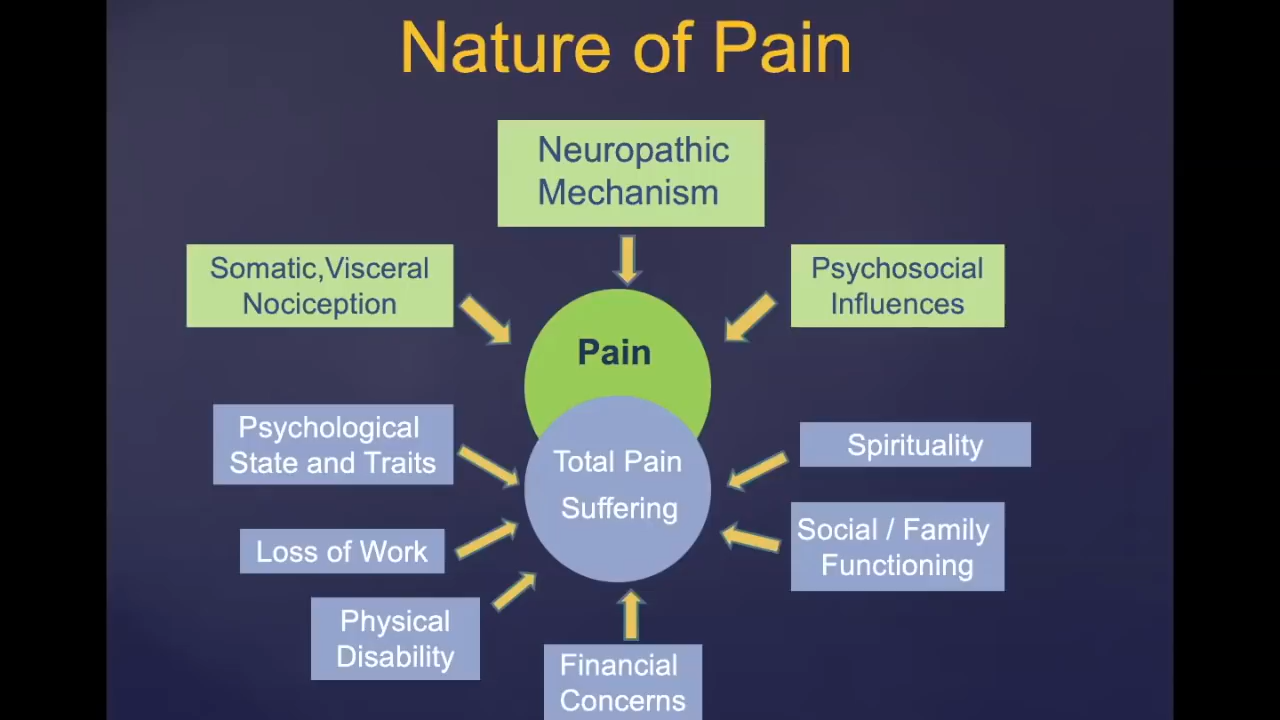 Nature of Pain
Neuropathic
Mechanism
Somatic,Visceral
Nociception
Psychosocial
Influences
Pain
Psychological
State and Traits
Total Pain
Suffering
Spirituality
Loss of Work
Social / Family
Functioning
Physical
Disability
Financial
Concerns